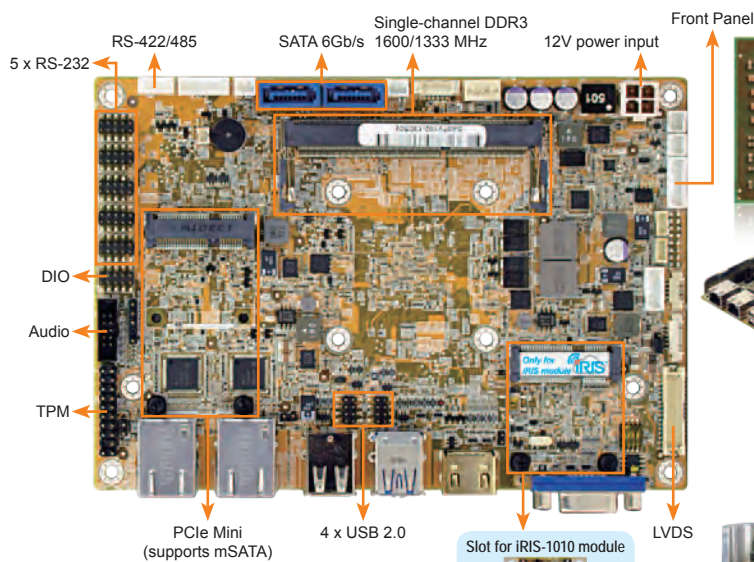 Single-channel DDR3
Front Panel
RS-422/485
SATA 6Gb/s
1600/1333 MHz
12V power input
5 x RS-232
501
DIO
Audio
Only for
iRIS module
iRIS
TPM
PCIe Mini
(supports mSATA)
4 x USB 2.0
Slot for iRIS-1010 module
LVDS